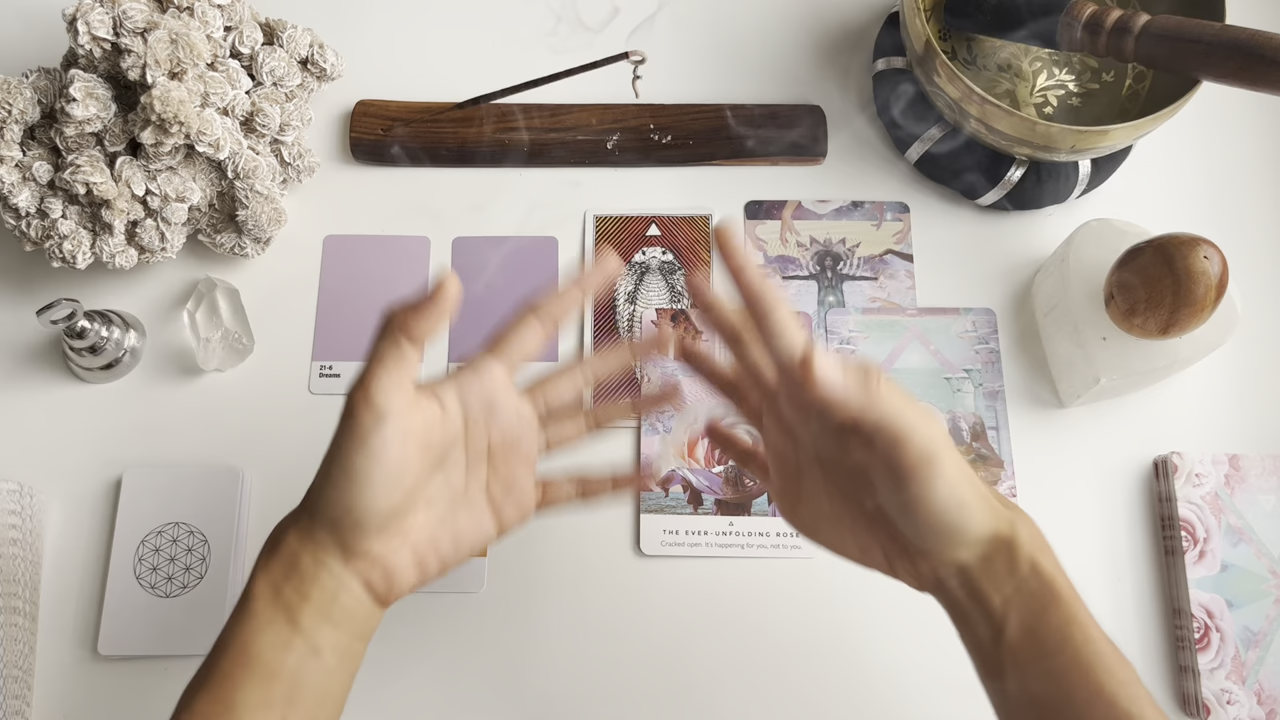 21-6
Dreams
THE EVER-UNFOLDING ROSE
Cracked open. It's happening for you, not to you.